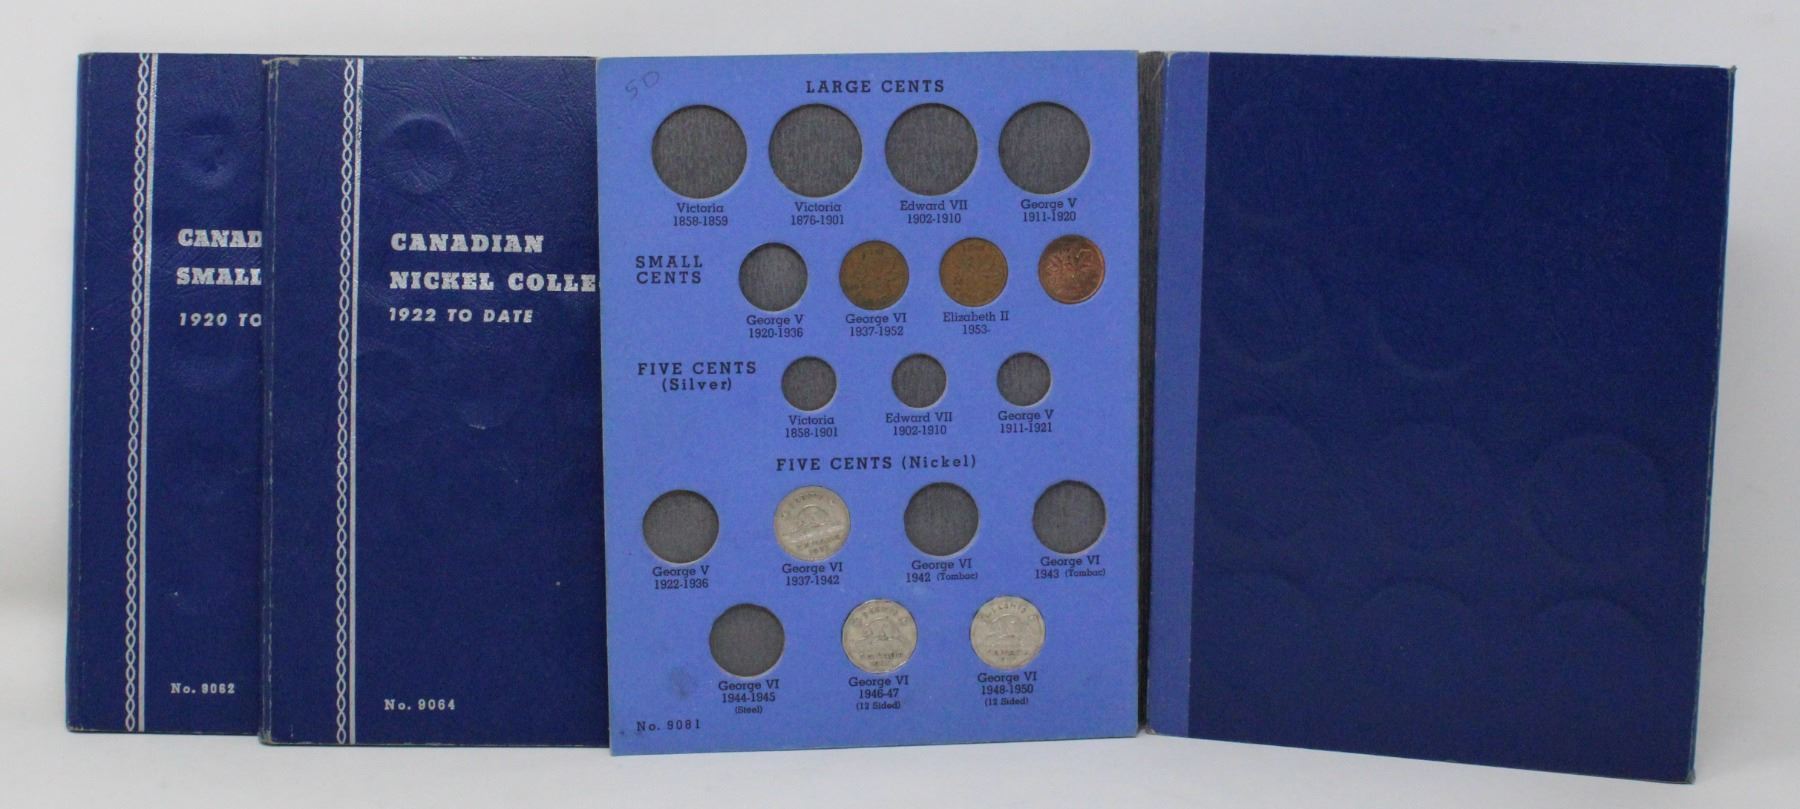 CANAD
SMALL
1920 TO
No. 9062
CANADIAN
NICKEL COLLE
1922 TO DATE
No. 9064
50
LARGE CENTS
Victoria
1858-1859
Victoria
1876-1901
Edward VII
1902-1910
George V
1911-1920
SMALL
CENTS
George V
1920-1936
George VI
1937-1952
Elizabeth II
1953-
FIVE CENTS
(Silver)
Victoria
1858-1901
Edward VII
1902-1910
George V
1911-1921
FIVE CENTS (Nickel)
George V
1922-1936
George VI
1937-1942
George VI
1942 (Tombac)
George VI
1943 (Tombac)
George VI
1944-1945
(Steel)
George VI
1946-47
(12 Sided)
George VI
1948-1950
(12 Sided)
No. 9081